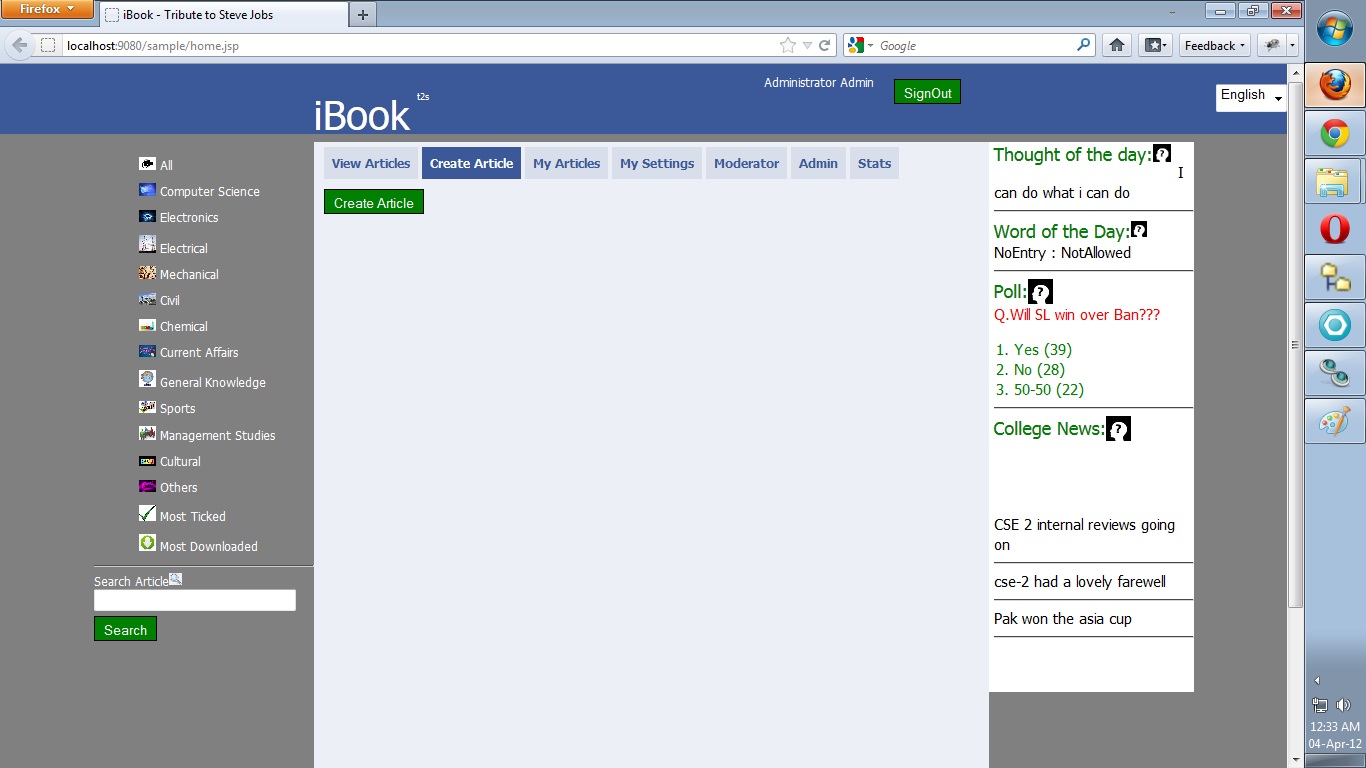 Firefox
iBook - Tribute to Steve Jobs
localhost:9080/sample/home.jsp
Google
Feedback
Administrator Admin
SignOut
English
iBook t2s
View Articles
Create Article
My Articles
My Settings
Moderator
Admin
Stats
Create Article
All
Computer Science
Electronics
Electrical
Mechanical
Civil
Chemical
Current Affairs
General Knowledge
Sports
Management Studies
Cultural
Others
Most Ticked
Most Downloaded
Search Article
Search
Thought of the day:
I
can do what i can do
Word of the Day:
NoEntry : NotAllowed
Poll:
Q.Will SL win over Ban???
1. Yes (39)
2. No (28)
3. 50-50 (22)
College News:
CSE 2 internal reviews going
on
cse-2 had a lovely farewell
Pak won the asia cup
12:33 AM
04-Apr-12